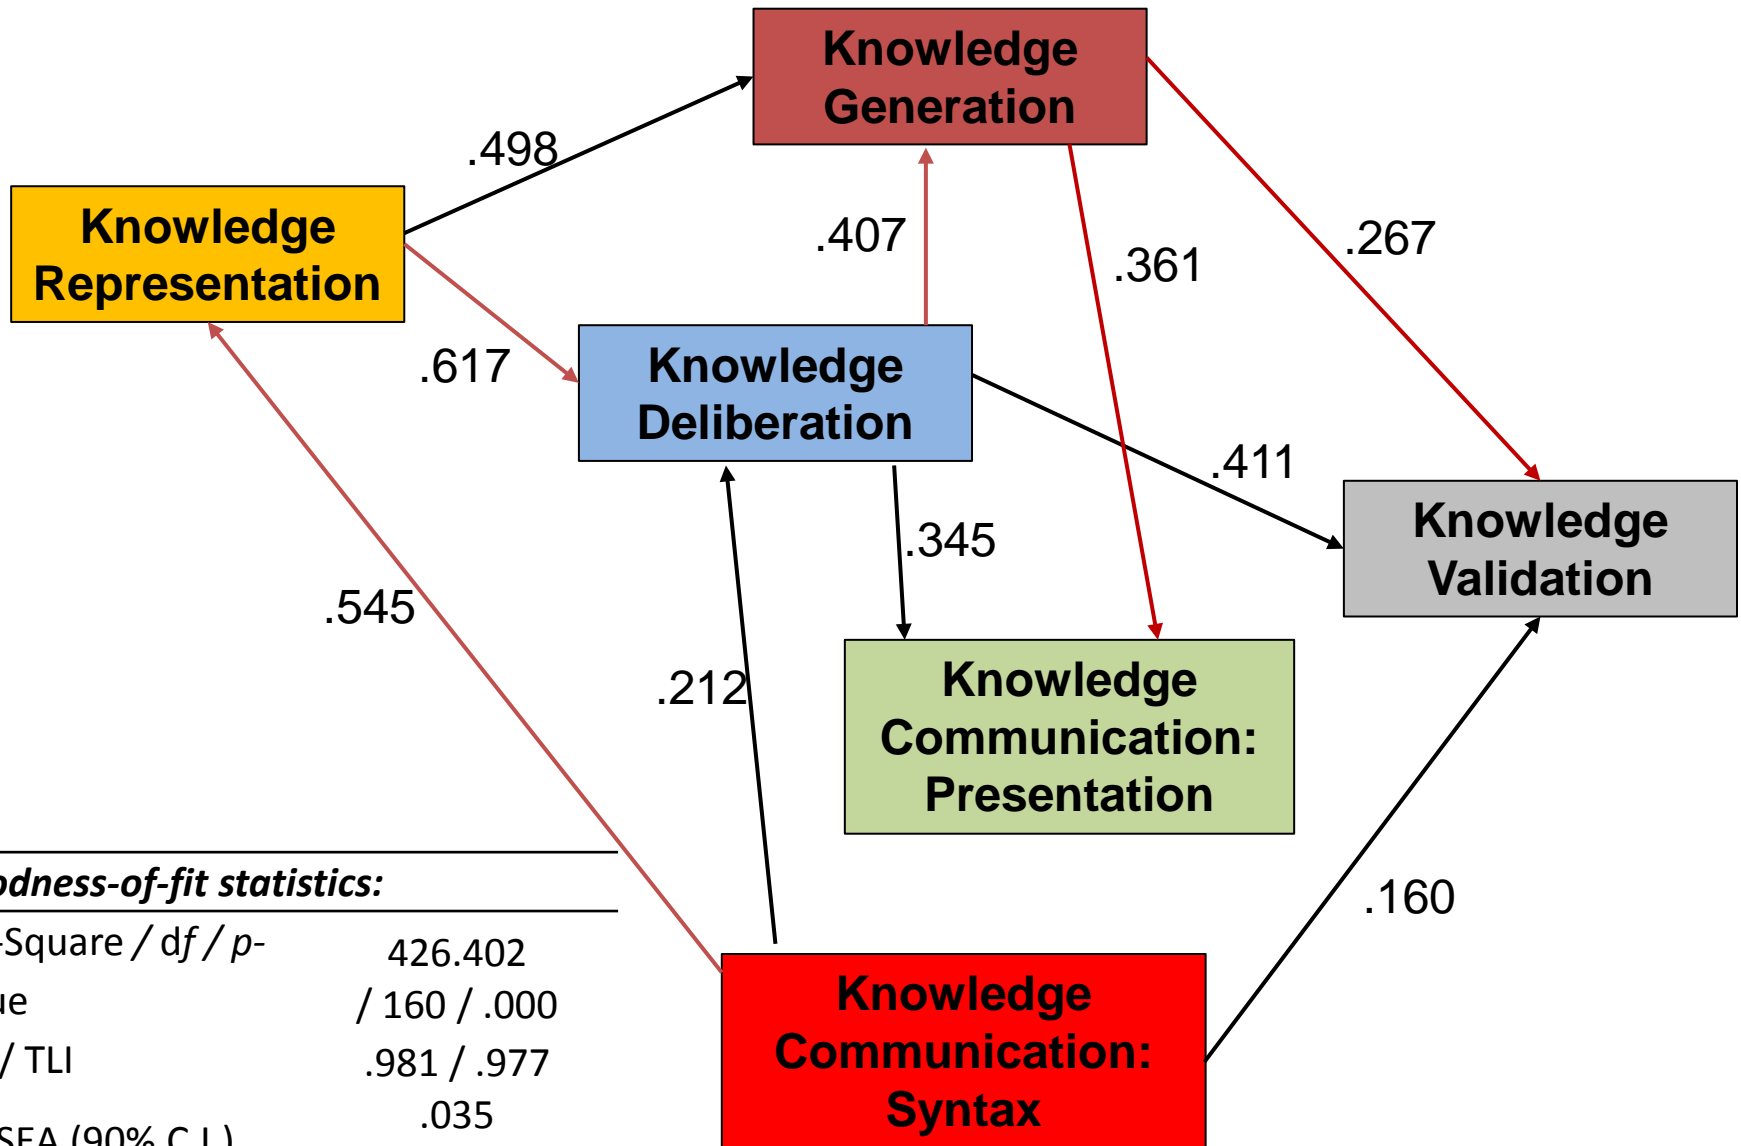 Knowledge
Generation
.498
Knowledge
Representation
.407
.267
.361
.617
Knowledge
Deliberation
.411
.345
Knowledge
Validation
.545
.212
Knowledge
Communication:
Presentation
odness-of-fit statistics:
-Square / df / p-
426.402
ue
/ 160 / .000
/ TLI
.981 / .977
.035
SEA (90% C.I.)
.160
Knowledge
Communication:
Syntax